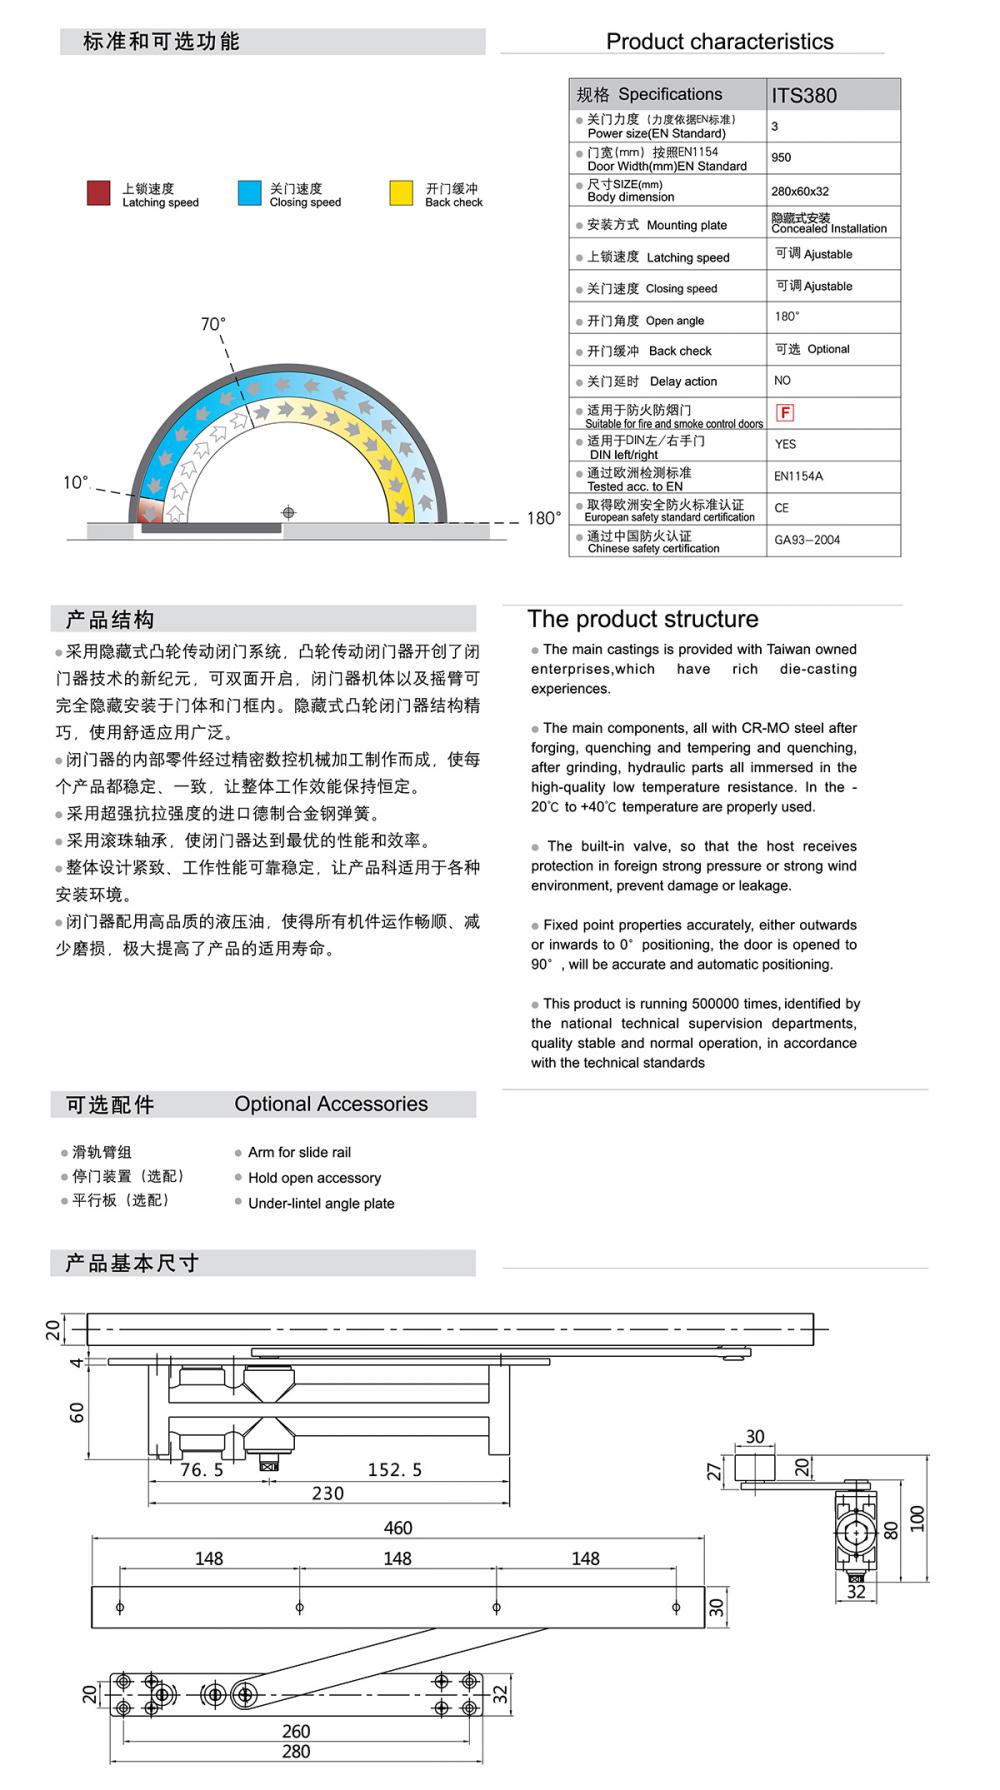 标准和可选功能
Product characteristics
上锁速度
Latching speed
关门速度
Closing speed
开门缓冲
Back check
70°
10°
180°
规格 Specifications ITS380
关门力度（力度依据EN标准）
Power size(EN Standard)
3
门宽(mm) 按照EN1154
Door Width(mm)EN Standard
950
尺寸SIZE(mm)
Body dimension
280x60x32
安装方式 Mounting plate
隐藏式安装
Concealed Installation
上锁速度 Latching speed
可调 Ajustable
关门速度 Closing speed
可调 Ajustable
开门角度 Open angle
180°
开门缓冲 Back check
可选 Optional
关门延时 Delay action
NO
适用于防火防烟门
Suitable for fire and smoke control doors
F
适用于DIN左/右手门
DIN left/right
YES
通过欧洲检测标准
Tested acc. to EN
EN1154A
取得欧洲安全防火标准认证
European safety standard certification
CE
通过中国防火认证
Chinese safety certification
GA93-2004
产品结构
采用隐藏式凸轮传动闭门系统，凸轮传动闭门器开创了闭
门器技术的新纪元，可双面开启，闭门器机体以及摇臂可
完全隐藏安装于门体和门框内。隐藏式凸轮闭门器结构精
巧，使用舒适应用广泛。
闭门器的内部零件经过精密数控机械加工制作而成，使每
个产品都稳定、一致，让整体工作效能保持恒定。
采用超强抗拉强度的进口德制合金钢弹簧。
采用滚珠轴承，使闭门器达到最优的性能和效率。
整体设计紧致、工作性能可靠稳定，让产品科适用于各种
安装环境。
闭门器配用高品质的液压油，使得所有机件运作畅顺、减
少磨损，极大提高了产品的适用寿命。
The product structure
The main castings is provided with Taiwan owned
enterprises,which have rich die-casting
experiences.
The main components, all with CR-MO steel after
forging, quenching and tempering and quenching,
after grinding, hydraulic parts all immersed in the
high-quality low temperature resistance. In the -
20℃ to +40℃ temperature are properly used.
The built-in valve, so that the host receives
protection in foreign strong pressure or strong wind
environment, prevent damage or leakage.
Fixed point properties accurately, either outwards
or inwards to 0° positioning, the door is opened to
90° , will be accurate and automatic positioning.
This product is running 500000 times, identified by
the national technical supervision departments,
quality stable and normal operation, in accordance
with the technical standards
可选配件 Optional Accessories
滑轨臂组
停门装置（选配）
平行板（选配）
Arm for slide rail
Hold open accessory
Under-lintel angle plate
产品基本尺寸
20
4
60
76.5
152.5
230
30
27
20
80
100
32
460
148
148
148
30
20
32
260
280